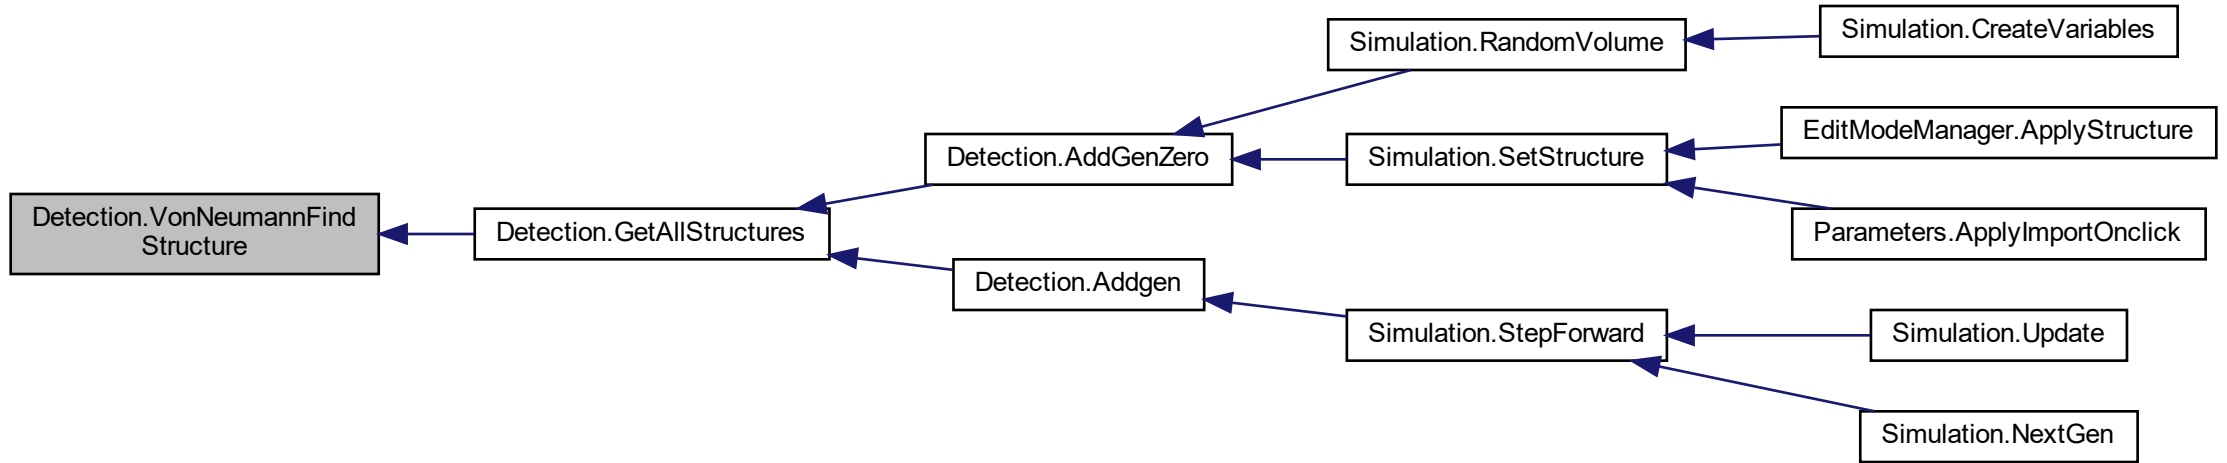 Detection.VonNeumannFind
Structure
Detection.GetAllStructures
Detection.AddGenZero
Simulation.RandomVolume
Simulation.CreateVariables
Simulation.SetStructure
EditModeManager.ApplyStructure
Parameters.ApplyImportOnclick
Detection.Addgen
Simulation.StepForward
Simulation.Update
Simulation.NextGen